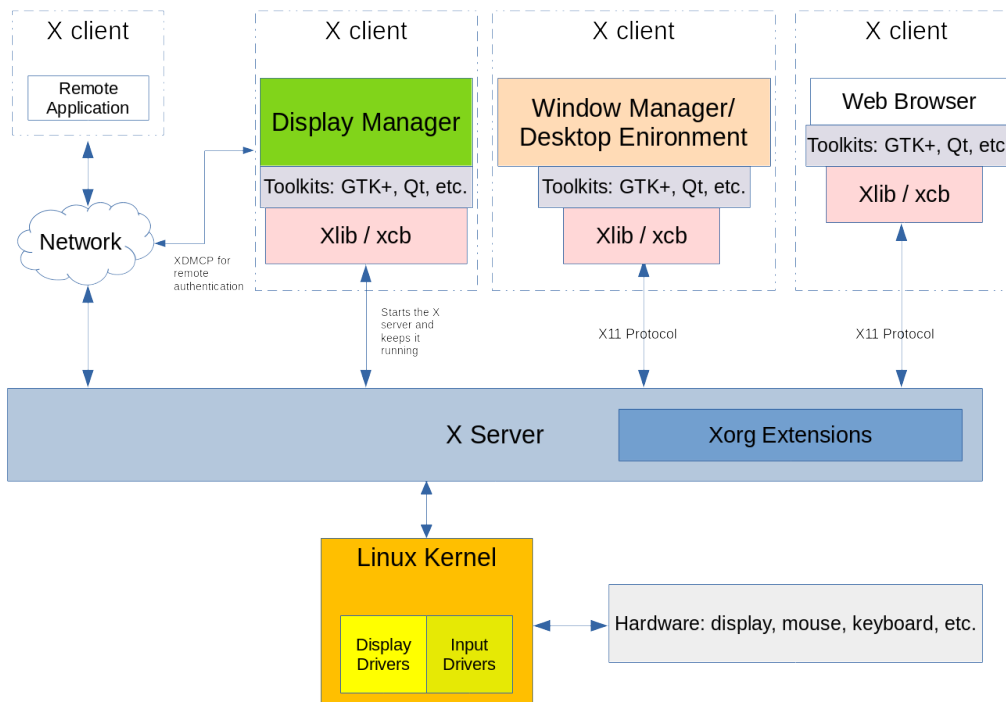 X client
X client
X client
X client
Remote
Application
Display Manager
Window Manager/
Desktop Enironment
Web Browser
Toolkits: GTK+, Qt, etc.
Toolkits: GTK+, Qt, etc.
Toolkits: GTK+, Qt, etc
Xlib / xcb
Xlib / xcb
Xlib / xcb
Network
XDMCP for
remote
authentication
Starts the X
server and
keeps it
running
X11 Protocol
X11 Protocol
X Server
Xorg Extensions
Linux Kernel
Display
Drivers
Input
Drivers
Hardware: display, mouse, keyboard, etc.